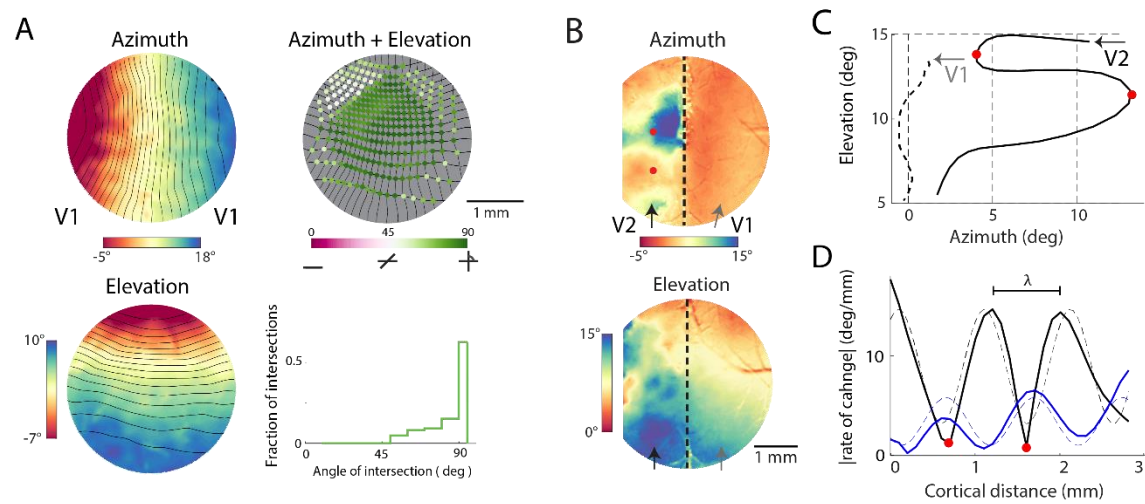 A
Azimuth
V1
V1
-5°
18°
Elevation
10°
-7°
Azimuth + Elevation
1 mm
0
45
90
Fraction of intersections
0.5
0
45
90
Angle of intersection ( deg )
B
Azimuth
V2
V1
-5°
18°
Elevation
15°
0°
1 mm
C
Elevation (deg)
15
10
5
V2
V1
0
5
10
Azimuth (deg)
D
|rate of cahnge| (deg/mm)
λ
10
0
0
1
2
3
Cortical distance (mm)